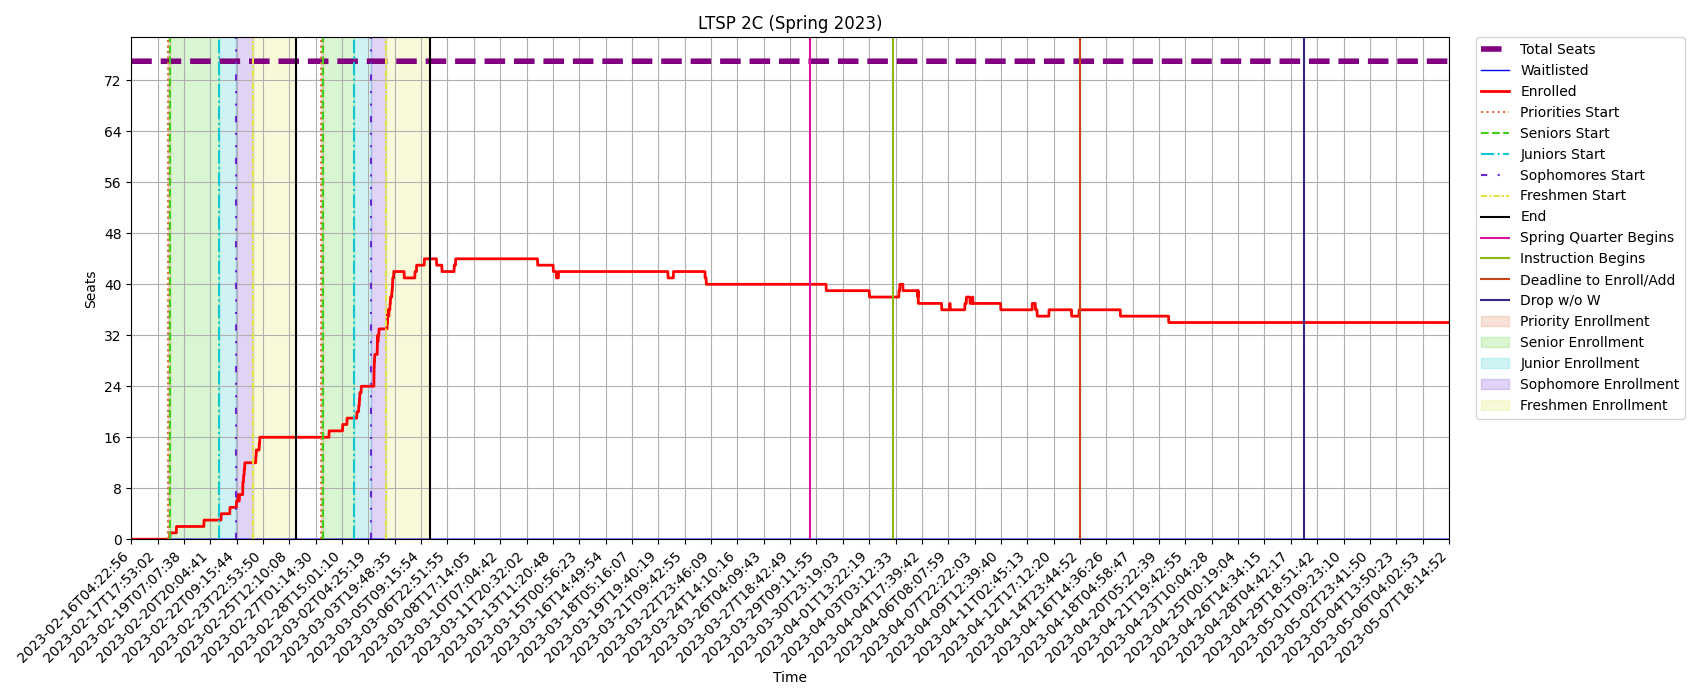 LTSP 2C (Spring 2023)
Seats
72
64
56
48
40
32
24
16
8
0
2023-02-16T04:22:56
2023-02-17T17:53:02
2023-02-19T07:07:38
2023-02-20T20:04:41
2023-02-22T09:15:44
2023-02-23T22:53:50
2023-02-25T12:10:08
2023-02-27T01:14:30
2023-02-28T15:01:10
2023-03-02T04:25:19
2023-03-03T19:48:35
2023-03-05T09:15:54
2023-03-06T22:51:55
2023-03-08T17:14:05
2023-03-10T07:04:42
2023-03-11T20:32:02
2023-03-13T11:20:48
2023-03-15T00:56:23
2023-03-16T14:49:54
2023-03-18T05:16:07
2023-03-19T19:40:19
2023-03-21T09:42:55
2023-03-22T23:46:09
2023-03-24T14:10:16
2023-03-26T04:09:43
2023-03-27T18:42:49
2023-03-29T09:11:55
2023-03-30T23:19:03
2023-04-01T13:22:19
2023-04-03T03:12:33
2023-04-04T17:39:42
2023-04-06T08:07:59
2023-04-07T22:22:03
2023-04-09T12:39:40
2023-04-11T02:45:13
2023-04-12T17:12:20
2023-04-14T23:44:52
2023-04-16T14:36:26
2023-04-18T04:58:47
2023-04-20T05:22:39
2023-04-21T19:42:55
2023-04-23T10:04:28
2023-04-25T00:19:04
2023-04-26T14:34:15
2023-04-28T04:42:17
2023-04-29T18:51:42
2023-05-01T09:23:10
2023-05-02T23:41:50
2023-05-04T13:50:23
2023-05-06T04:02:53
2023-05-07T18:14:52
Time
Total Seats
Waitlisted
Enrolled
Priorities Start
Seniors Start
Juniors Start
Sophomores Start
Freshmen Start
End
Spring Quarter Begins
Instruction Begins
Deadline to Enroll/Add
Drop w/o W
Priority Enrollment
Senior Enrollment
Junior Enrollment
Sophomore Enrollment
Freshmen Enrollment